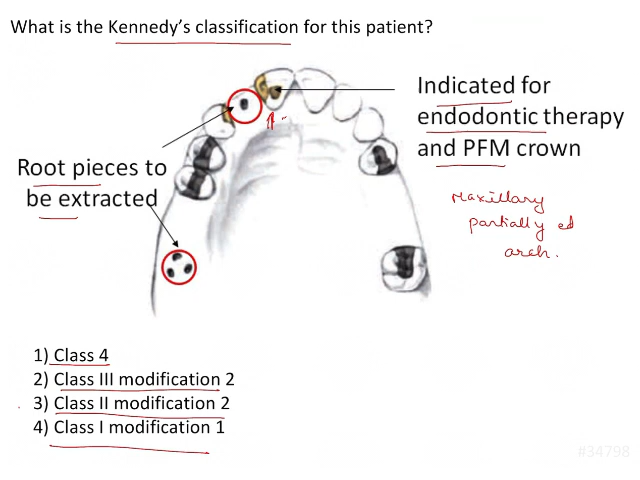 What is the Kennedy's classification for this patient?
Indicated for
endodontic therapy
and PFM crown
Root pieces to
be extracted
Maxillary
partially ed
arch.
1) Class 4
2) Class III modification 2
3) Class II modification 2
4) Class I modification 1
#34798